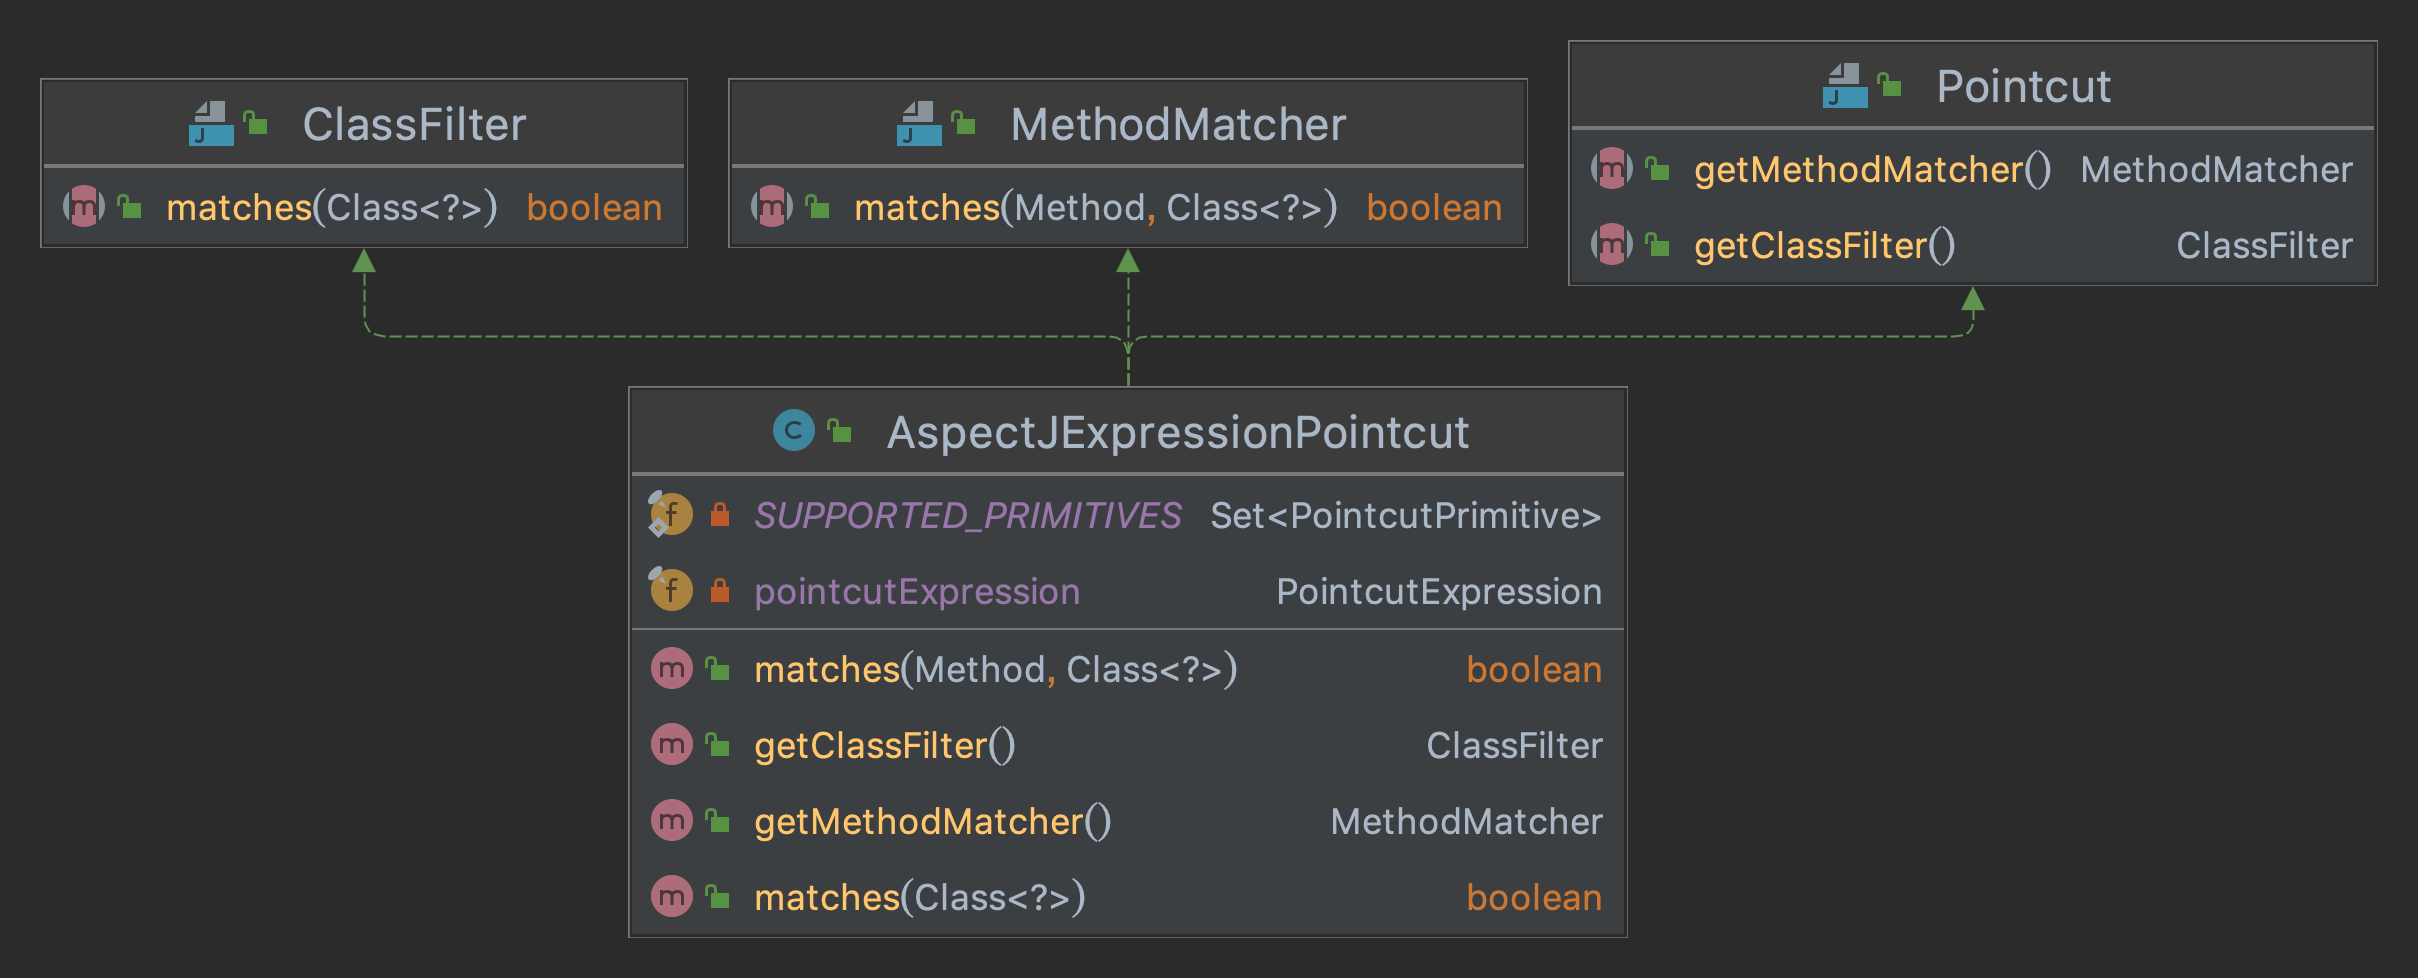 ClassFilter
matches(Class<?>) boolean
MethodMatcher
matches(Method, Class<?>) boolean
Pointcut
getMethodMatcher() MethodMatcher
getClassFilter() ClassFilter
AspectJExpressionPointcut
SUPPORTED_PRIMITIVES Set<PointcutPrimitive>
pointcutExpression PointcutExpression
matches(Method, Class<?>) boolean
getClassFilter() ClassFilter
getMethodMatcher() MethodMatcher
matches(Class<?>) boolean